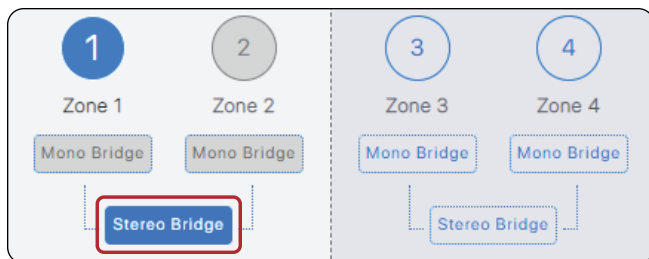 1 2 3 4
Zone 1 Zone 2 Zone 3 Zone 4
Mono Bridge Mono Bridge Mono Bridge Mono Bridge
Stereo Bridge Stereo Bridge